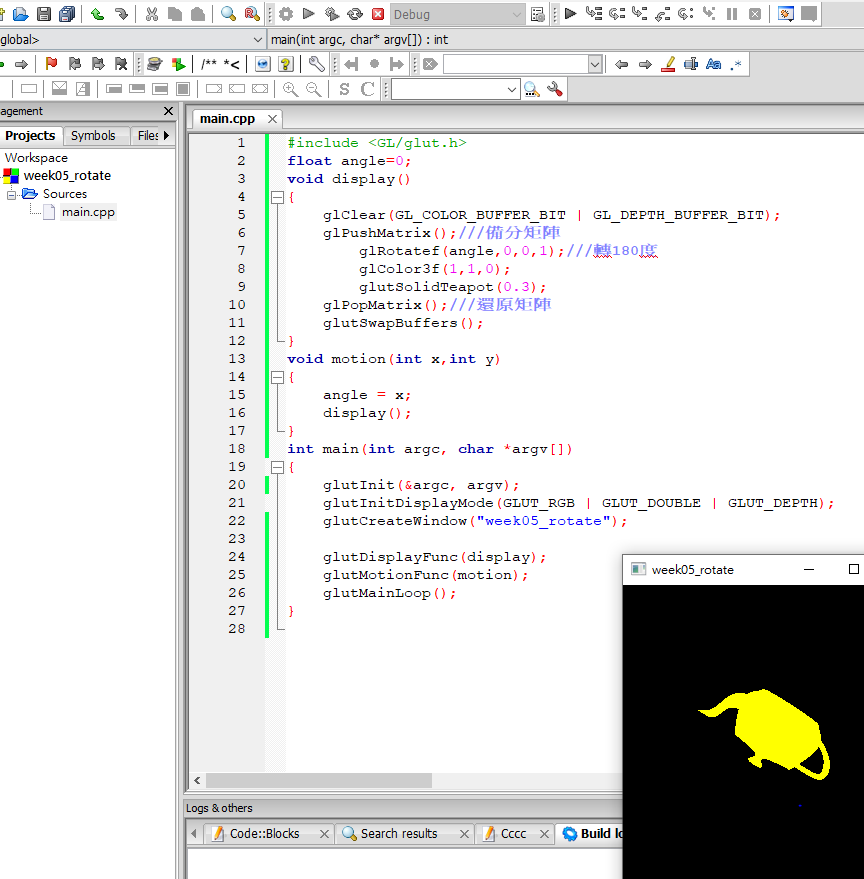 Debug
global>
main(int argc, char* argv[]) : int
/** *<
S C
Aa .*
agement
Projects Symbols Files
Workspace
week05_rotate
Sources
main.cpp
main.cpp
1 #include <GL/glut.h>
2 float angle=0;
3 void display()
4 {
5 glClear(GL_COLOR_BUFFER_BIT | GL_DEPTH_BUFFER_BIT);
6 glPushMatrix();///備分矩陣
7 glRotatef(angle,0,0,1);///轉180度
8 glColor3f(1,1,0);
9 glutSolidTeapot(0.3);
10 glPopMatrix();///還原矩陣
11 glutSwapBuffers();
12 }
13 void motion(int x,int y)
14 {
15 angle = x;
16 display();
17 }
18 int main(int argc, char *argv[])
19 {
20 glutInit(&argc, argv);
21 glutInitDisplayMode(GLUT_RGB | GLUT_DOUBLE | GLUT_DEPTH);
22 glutCreateWindow("week05_rotate");
23
24 glutDisplayFunc(display);
25 glutMotionFunc(motion);
26 glutMainLoop();
27 }
28
week05_rotate
Logs & others
Code::Blocks Search results Cccc Build lo